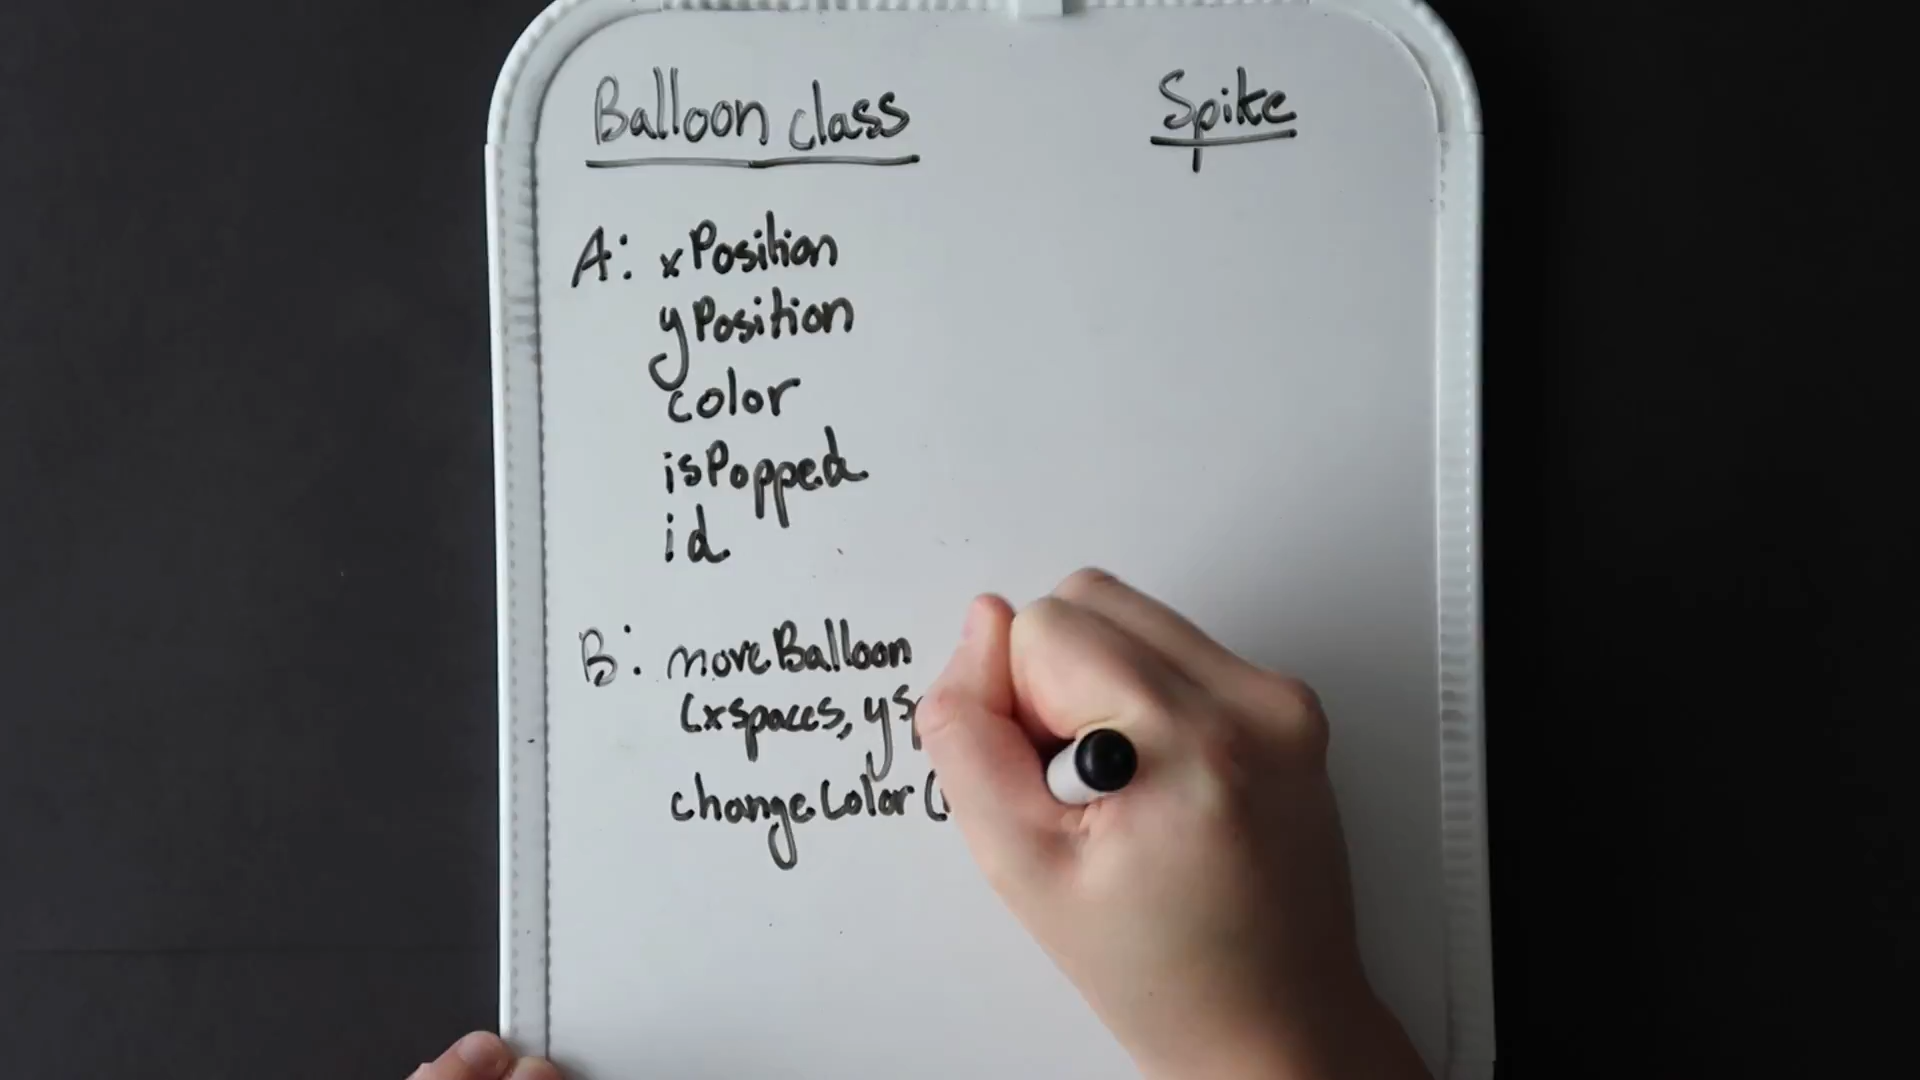 Balloon class
Spike
A: xPosition
yPosition
color
isPopped
id
B: moveBalloon
(xspaces,
changeColor (